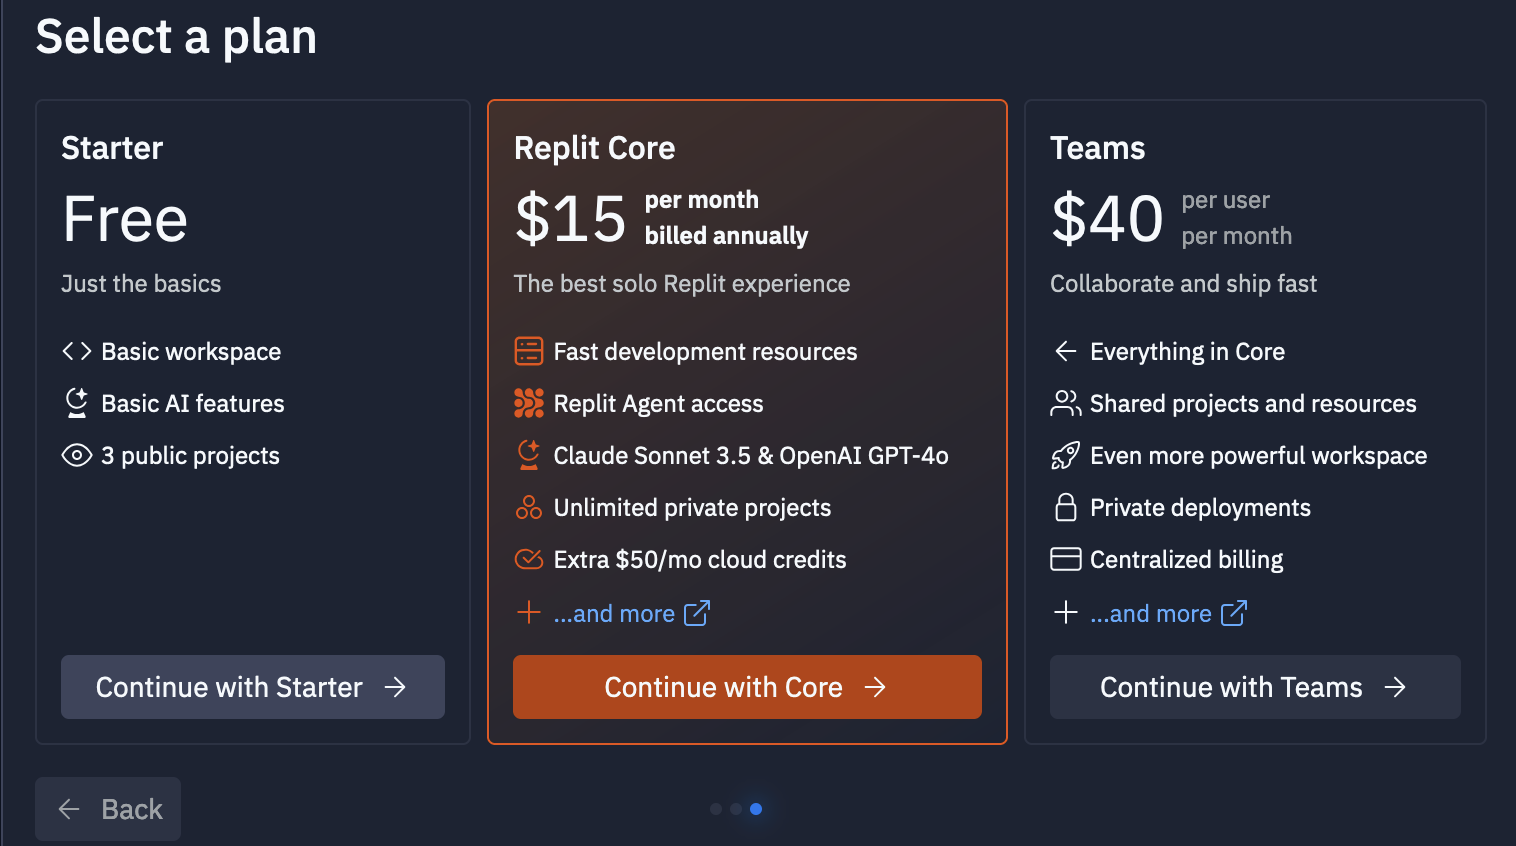 Select a plan
Starter
Free
Just the basics
Basic workspace
Basic AI features
3 public projects
Continue with Starter
Replit Core
$15
per month
billed annually
The best solo Replit experience
Fast development resources
Replit Agent access
Claude Sonnet 3.5 & OpenAI GPT-4o
Unlimited private projects
Extra $50/mo cloud credits
...and more
Continue with Core
Teams
$40
per user
per month
Collaborate and ship fast
Everything in Core
Shared projects and resources
Even more powerful workspace
Private deployments
Centralized billing
...and more
Continue with Teams
Back